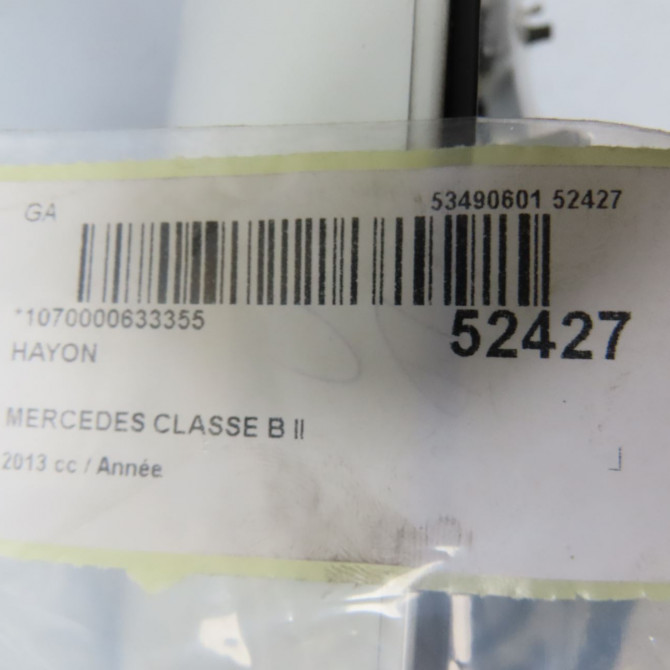 GA
53490601 52427
*1070000633355
52427
HAYON
MERCEDES CLASSE B II
2013 cc / Année